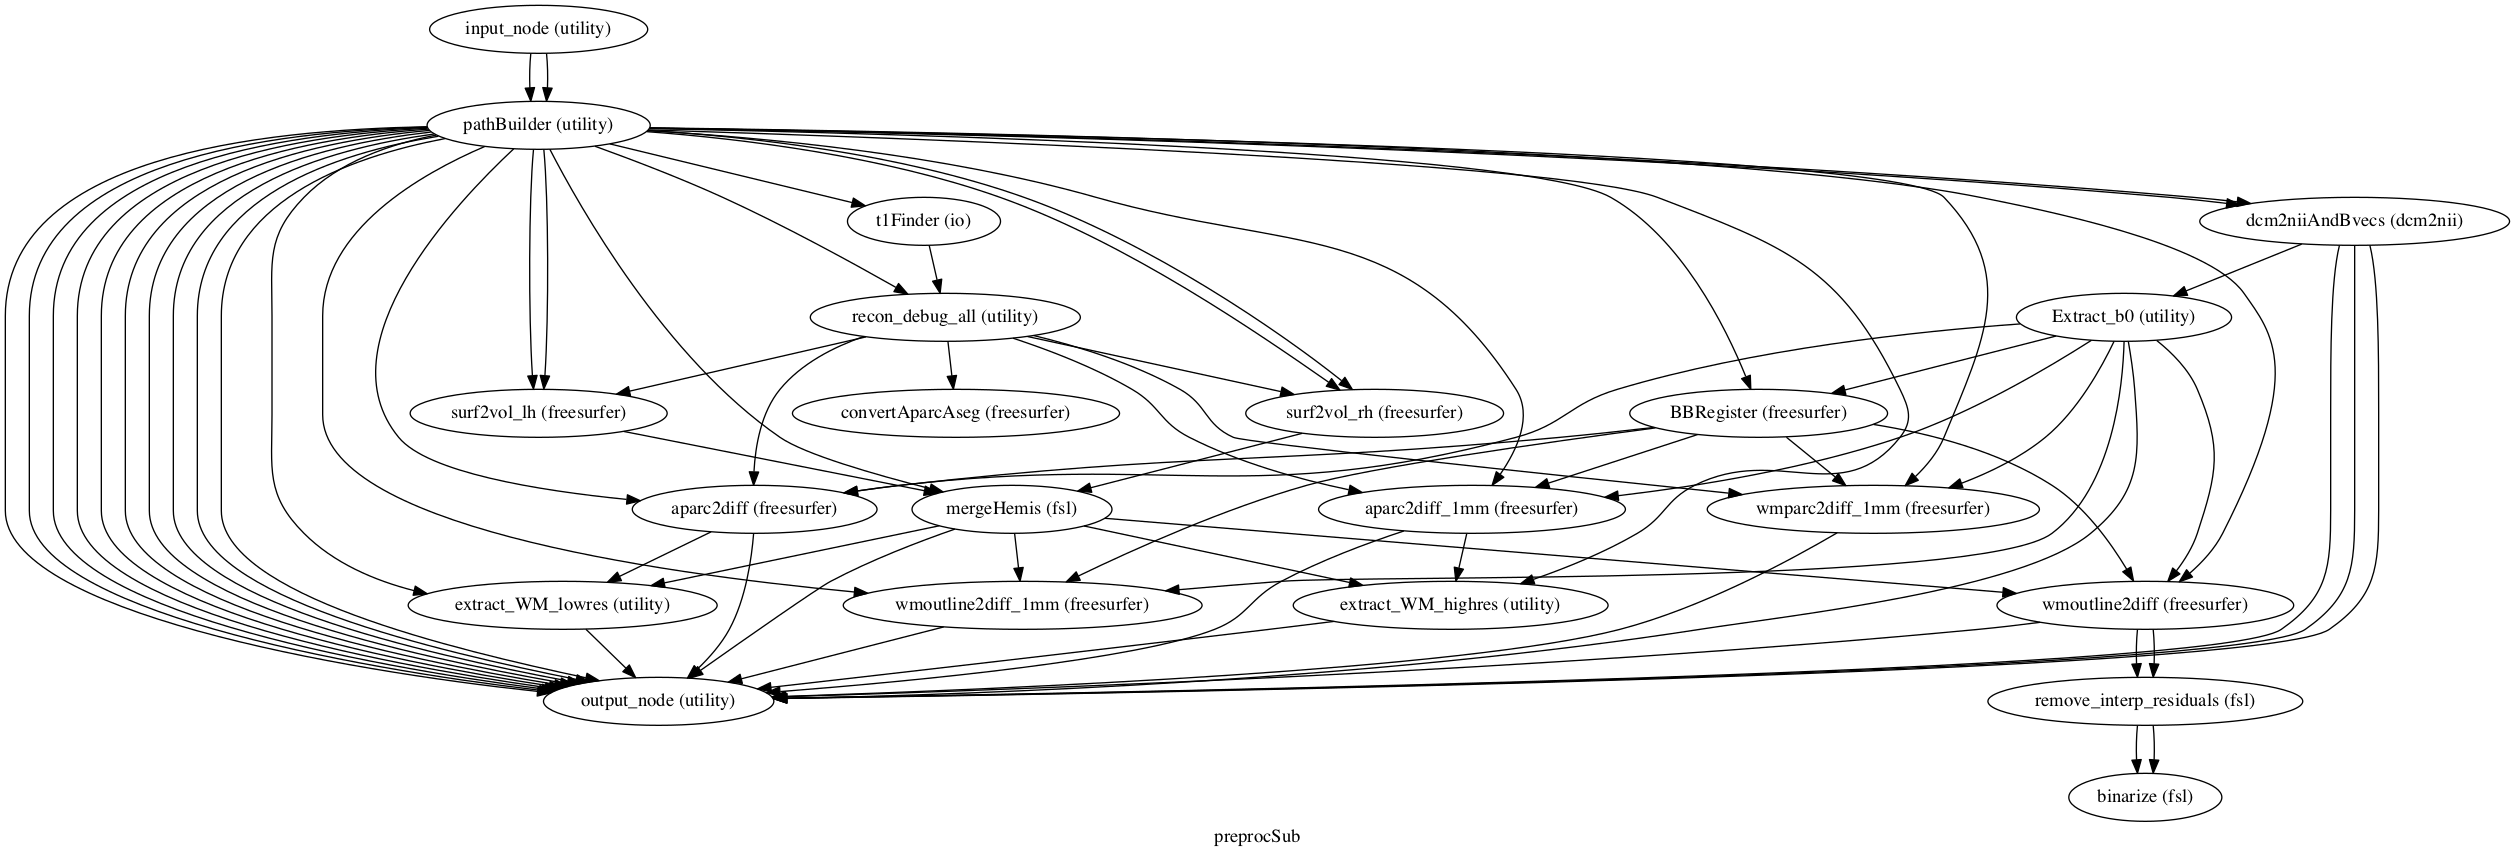 input_node (utility)
pathBuilder (utility)
t1Finder (io)
dcm2niiAndBvecs (dcm2nii)
recon_debug_all (utility)
Extract_b0 (utility)
surf2vol_lh (freesurfer)
convertAparcAseg (freesurfer)
surf2vol_rh (freesurfer)
BBRegister (freesurfer)
aparc2diff (freesurfer)
mergeHemis (fsl)
aparc2diff_1mm (freesurfer)
wmparc2diff_1mm (freesurfer)
extract_WM_lowres (utility)
wmoutline2diff_1mm (freesurfer)
extract_WM_highres (utility)
wmoutline2diff (freesurfer)
output_node (utility)
remove_interp_residuals (fsl)
binarize (fsl)
preprocSub